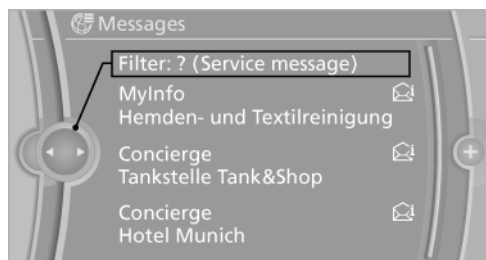 Messages
Filter: ? (Service message)
MyInfo
Hemden- und Textilreinigung
Concierge
Tankstelle Tank&Shop
Concierge
Hotel Munich